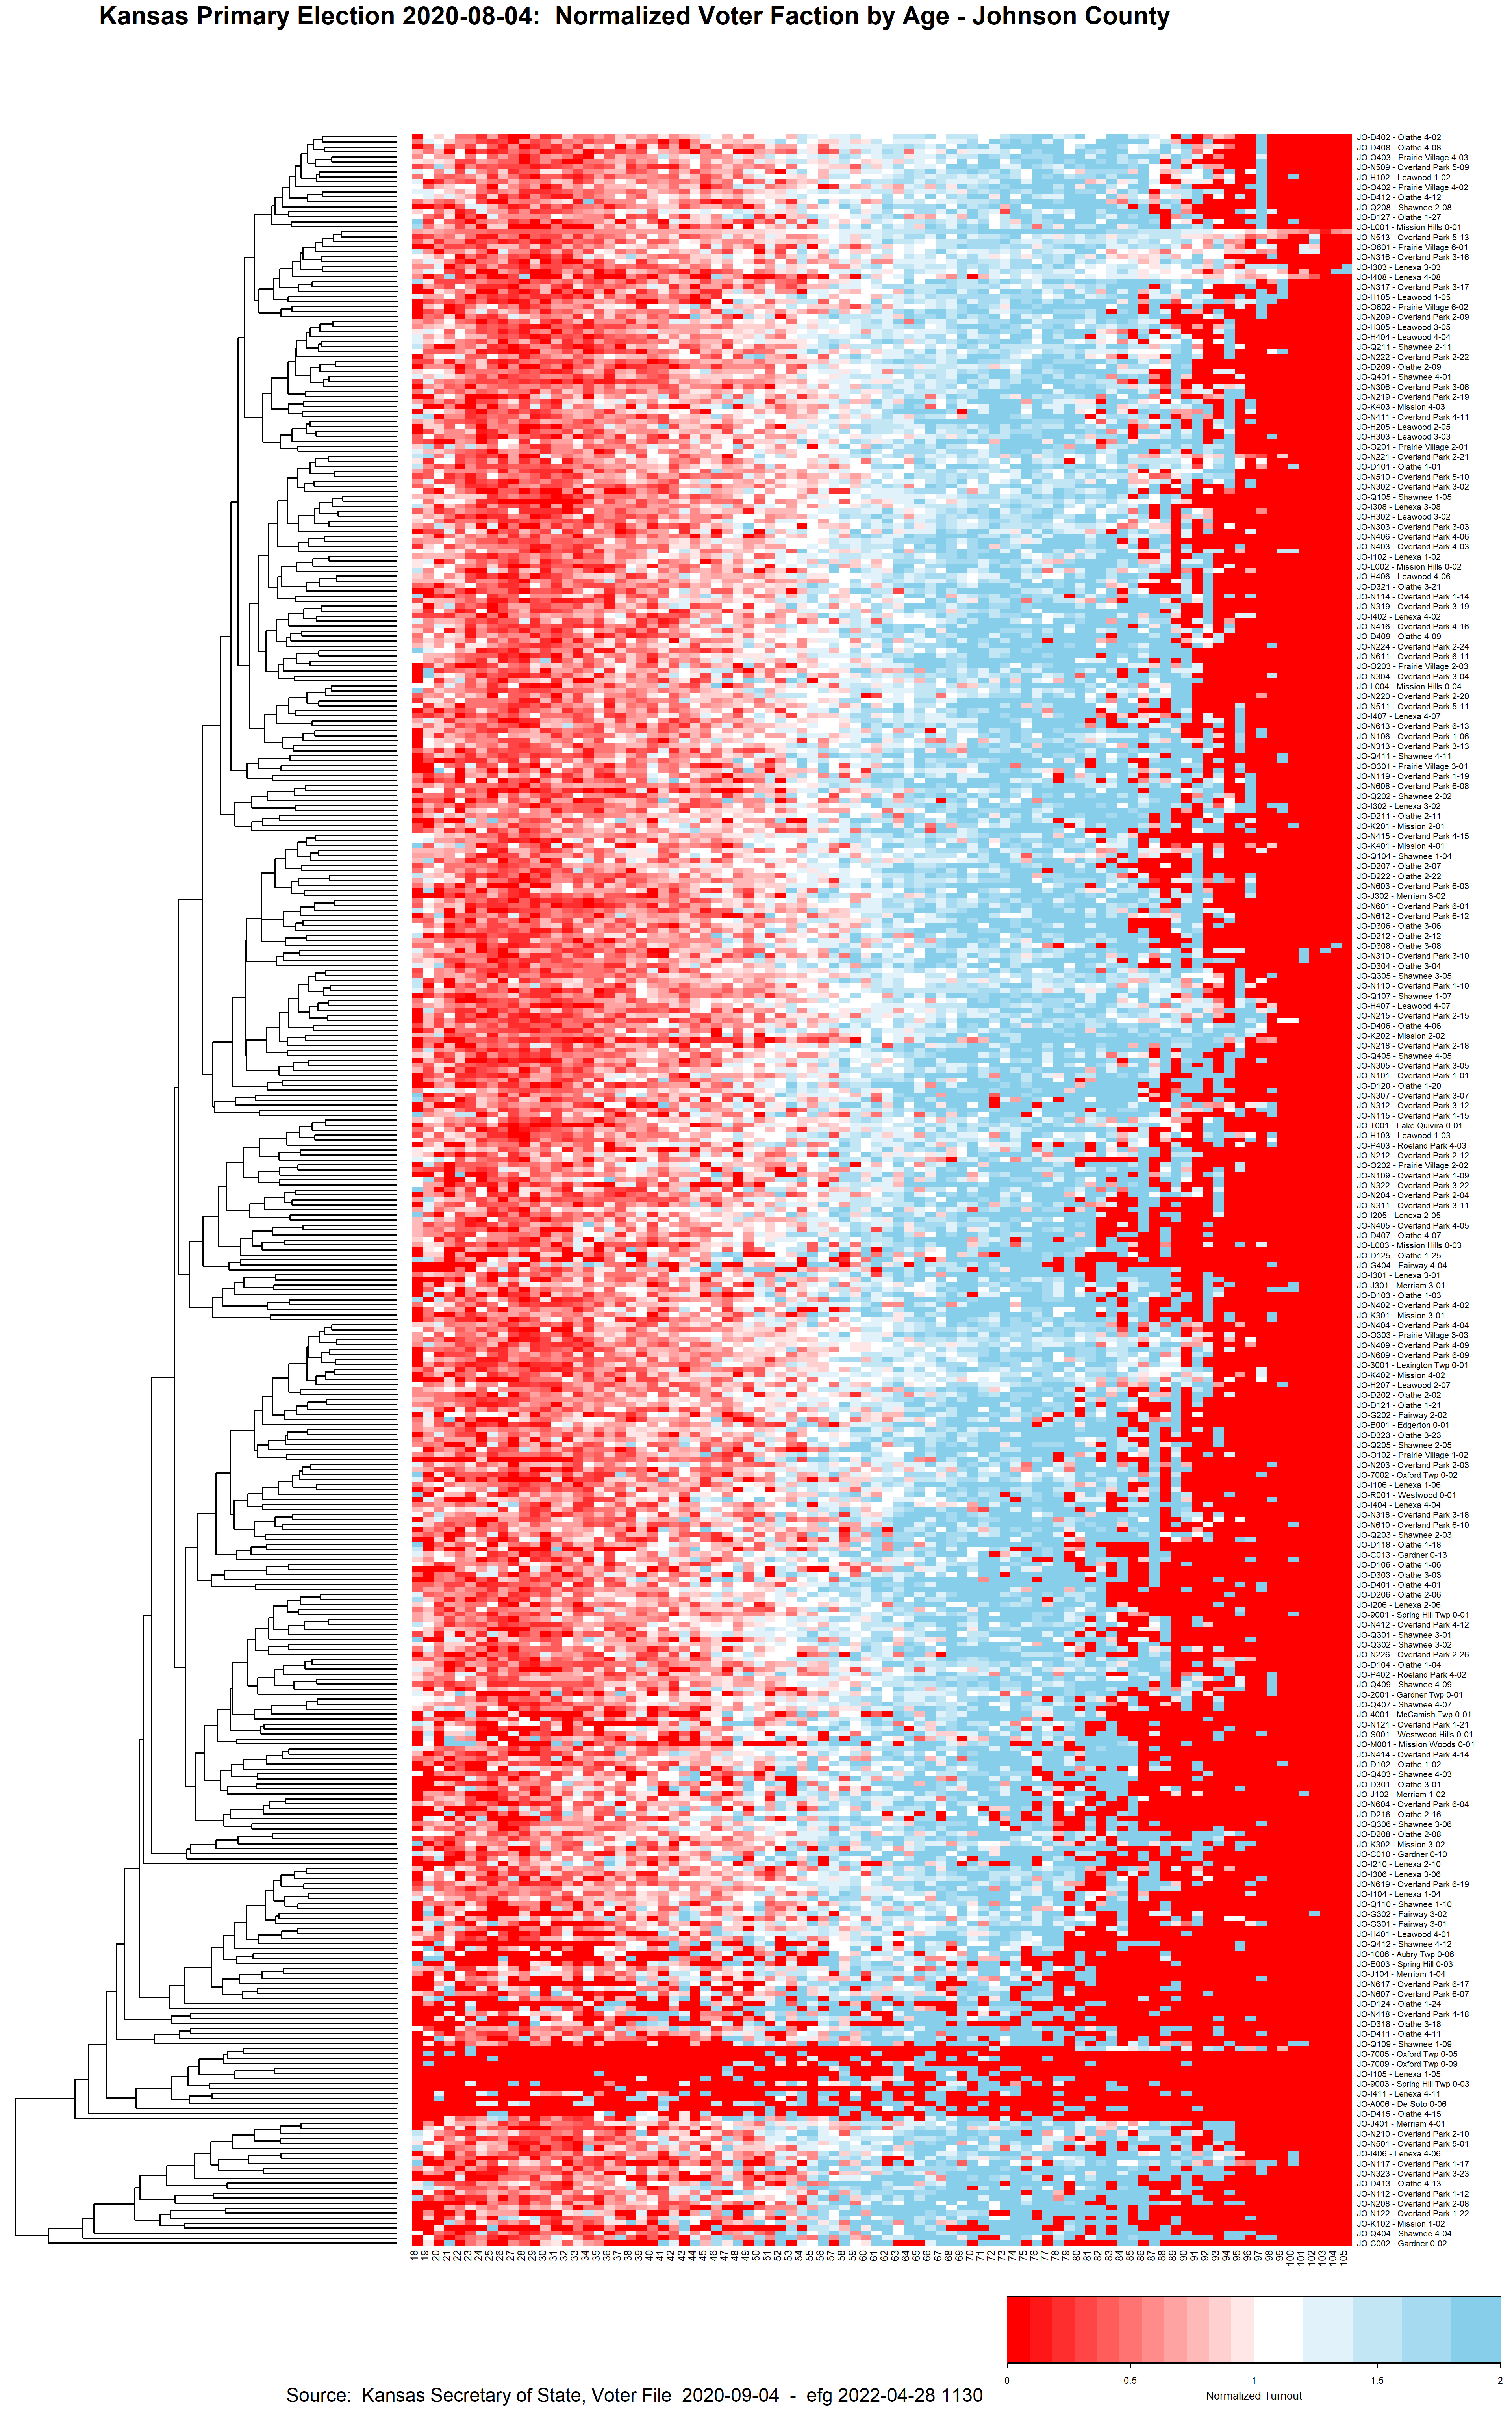 Kansas Primary Election 2020-08-04:  Normalized Voter Faction by Age - Johnson County
JO-D402 - Olathe 4-02
JO-D408 - Olathe 4-08
JO-O403 - Prairie Village 4-03
JO-N509 - Overland Park 5-09
JO-H102 - Leawood 1-02
JO-O402 - Prairie Village 4-02
JO-D412 - Olathe 4-12
JO-Q208 - Shawnee 2-08
JO-D127 - Olathe 1-27
JO-L001 - Mission Hills 0-01
JO-N513 - Overland Park 5-13
JO-O601 - Prairie Village 6-01
JO-N316 - Overland Park 3-16
JO-I303 - Lenexa 3-03
JO-I408 - Lenexa 4-08
JO-N317 - Overland Park 3-17
JO-H105 - Leawood 1-05
JO-O602 - Prairie Village 6-02
JO-N209 - Overland Park 2-09
JO-H305 - Leawood 3-05
JO-H404 - Leawood 4-04
JO-Q211 - Shawnee 2-11
JO-N222 - Overland Park 2-22
JO-D209 - Olathe 2-09
JO-Q401 - Shawnee 4-01
JO-N306 - Overland Park 3-06
JO-N219 - Overland Park 2-19
JO-K403 - Mission 4-03
JO-N411 - Overland Park 4-11
JO-H205 - Leawood 2-05
JO-H303 - Leawood 3-03
JO-O201 - Prairie Village 2-01
JO-N221 - Overland Park 2-21
JO-D101 - Olathe 1-01
JO-N510 - Overland Park 5-10
JO-N302 - Overland Park 3-02
JO-Q105 - Shawnee 1-05
JO-I308 - Lenexa 3-08
JO-H302 - Leawood 3-02
JO-N303 - Overland Park 3-03
JO-N406 - Overland Park 4-06
JO-N403 - Overland Park 4-03
JO-I102 - Lenexa 1-02
JO-L002 - Mission Hills 0-02
JO-H406 - Leawood 4-06
JO-D321 - Olathe 3-21
JO-N114 - Overland Park 1-14
JO-N319 - Overland Park 3-19
JO-I402 - Lenexa 4-02
JO-N416 - Overland Park 4-16
JO-D409 - Olathe 4-09
JO-N224 - Overland Park 2-24
JO-N611 - Overland Park 6-11
JO-O203 - Prairie Village 2-03
JO-N304 - Overland Park 3-04
JO-L004 - Mission Hills 0-04
JO-N220 - Overland Park 2-20
JO-N511 - Overland Park 5-11
JO-I407 - Lenexa 4-07
JO-N613 - Overland Park 6-13
JO-N106 - Overland Park 1-06
JO-N313 - Overland Park 3-13
JO-Q411 - Shawnee 4-11
JO-O301 - Prairie Village 3-01
JO-N119 - Overland Park 1-19
JO-N608 - Overland Park 6-08
JO-Q202 - Shawnee 2-02
JO-I302 - Lenexa 3-02
JO-D211 - Olathe 2-11
JO-K201 - Mission 2-01
JO-N415 - Overland Park 4-15
JO-K401 - Mission 4-01
JO-Q104 - Shawnee 1-04
JO-D207 - Olathe 2-07
JO-D222 - Olathe 2-22
JO-N603 - Overland Park 6-03
JO-J302 - Merriam 3-02
JO-N601 - Overland Park 6-01
JO-N612 - Overland Park 6-12
JO-D306 - Olathe 3-06
JO-D212 - Olathe 2-12
JO-D308 - Olathe 3-08
JO-N310 - Overland Park 3-10
JO-D304 - Olathe 3-04
JO-Q305 - Shawnee 3-05
JO-N110 - Overland Park 1-10
JO-Q107 - Shawnee 1-07
JO-H407 - Leawood 4-07
JO-N215 - Overland Park 2-15
JO-D406 - Olathe 4-06
JO-K202 - Mission 2-02
JO-N218 - Overland Park 2-18
JO-Q405 - Shawnee 4-05
JO-N305 - Overland Park 3-05
JO-N101 - Overland Park 1-01
JO-D120 - Olathe 1-20
JO-N307 - Overland Park 3-07
JO-N312 - Overland Park 3-12
JO-N115 - Overland Park 1-15
JO-T001 - Lake Quivira 0-01
JO-H103 - Leawood 1-03
JO-P403 - Roeland Park 4-03
JO-N212 - Overland Park 2-12
JO-O202 - Prairie Village 2-02
JO-N109 - Overland Park 1-09
JO-N322 - Overland Park 3-22
JO-N204 - Overland Park 2-04
JO-N311 - Overland Park 3-11
JO-I205 - Lenexa 2-05
JO-N405 - Overland Park 4-05
JO-D407 - Olathe 4-07
JO-L003 - Mission Hills 0-03
JO-D125 - Olathe 1-25
JO-G404 - Fairway 4-04
JO-I301 - Lenexa 3-01
JO-J301 - Merriam 3-01
JO-D103 - Olathe 1-03
JO-N402 - Overland Park 4-02
JO-K301 - Mission 3-01
JO-N404 - Overland Park 4-04
JO-O303 - Prairie Village 3-03
JO-N409 - Overland Park 4-09
JO-N609 - Overland Park 6-09
JO-3001 - Lexington Twp 0-01
JO-K402 - Mission 4-02
JO-H207 - Leawood 2-07
JO-D202 - Olathe 2-02
JO-D121 - Olathe 1-21
JO-G202 - Fairway 2-02
JO-B001 - Edgerton 0-01
JO-D323 - Olathe 3-23
JO-Q205 - Shawnee 2-05
JO-O102 - Prairie Village 1-02
JO-N203 - Overland Park 2-03
JO-7002 - Oxford Twp 0-02
JO-I106 - Lenexa 1-06
JO-R001 - Westwood 0-01
JO-I404 - Lenexa 4-04
JO-N318 - Overland Park 3-18
JO-N610 - Overland Park 6-10
JO-Q203 - Shawnee 2-03
JO-D118 - Olathe 1-18
JO-C013 - Gardner 0-13
JO-D106 - Olathe 1-06
JO-D303 - Olathe 3-03
JO-D401 - Olathe 4-01
JO-D206 - Olathe 2-06
JO-I206 - Lenexa 2-06
JO-9001 - Spring Hill Twp 0-01
JO-N412 - Overland Park 4-12
JO-Q301 - Shawnee 3-01
JO-Q302 - Shawnee 3-02
JO-N226 - Overland Park 2-26
JO-D104 - Olathe 1-04
JO-P402 - Roeland Park 4-02
JO-Q409 - Shawnee 4-09
JO-2001 - Gardner Twp 0-01
JO-Q407 - Shawnee 4-07
JO-4001 - McCamish Twp 0-01
JO-N121 - Overland Park 1-21
JO-S001 - Westwood Hills 0-01
JO-M001 - Mission Woods 0-01
JO-N414 - Overland Park 4-14
JO-D102 - Olathe 1-02
JO-Q403 - Shawnee 4-03
JO-D301 - Olathe 3-01
JO-J102 - Merriam 1-02
JO-N604 - Overland Park 6-04
JO-D216 - Olathe 2-16
JO-Q306 - Shawnee 3-06
JO-D208 - Olathe 2-08
JO-K302 - Mission 3-02
JO-C010 - Gardner 0-10
JO-I210 - Lenexa 2-10
JO-I306 - Lenexa 3-06
JO-N619 - Overland Park 6-19
JO-I104 - Lenexa 1-04
JO-Q110 - Shawnee 1-10
JO-G302 - Fairway 3-02
JO-G301 - Fairway 3-01
JO-H401 - Leawood 4-01
JO-Q412 - Shawnee 4-12
JO-1006 - Aubry Twp 0-06
JO-E003 - Spring Hill 0-03
JO-J104 - Merriam 1-04
JO-N617 - Overland Park 6-17
JO-N607 - Overland Park 6-07
JO-D124 - Olathe 1-24
JO-N418 - Overland Park 4-18
JO-D318 - Olathe 3-18
JO-D411 - Olathe 4-11
JO-Q109 - Shawnee 1-09
JO-7005 - Oxford Twp 0-05
JO-7009 - Oxford Twp 0-09
JO-I105 - Lenexa 1-05
JO-9003 - Spring Hill Twp 0-03
JO-I411 - Lenexa 4-11
JO-A006 - De Soto 0-06
JO-D415 - Olathe 4-15
JO-J401 - Merriam 4-01
JO-N210 - Overland Park 2-10
JO-N501 - Overland Park 5-01
JO-I406 - Lenexa 4-06
JO-N117 - Overland Park 1-17
JO-N323 - Overland Park 3-23
JO-D413 - Olathe 4-13
JO-N112 - Overland Park 1-12
JO-N208 - Overland Park 2-08
JO-N122 - Overland Park 1-22
JO-K102 - Mission 1-02
JO-Q404 - Shawnee 4-04
JO-C002 - Gardner 0-02
18 19 20 21 22 23 24 25 26 27 28 29 30 31 32 33 34 35 36 37 38 39 40 41 42 43 44 45 46 47 48 49 50 51 52 53 54 55 56 57 58 59 60 61 62 63 64 65 66 67 68 69 70 71 72 73 74 75 76 77 78 79 80 81 82 83 84 85 86 87 88 89 90 91 92 93 94 95 96 97 98 99 100 101 102 103 104 105
0 0.5 1 1.5 2
Normalized Turnout
Source:  Kansas Secretary of State, Voter File  2020-09-04  -  efg 2022-04-28 1130